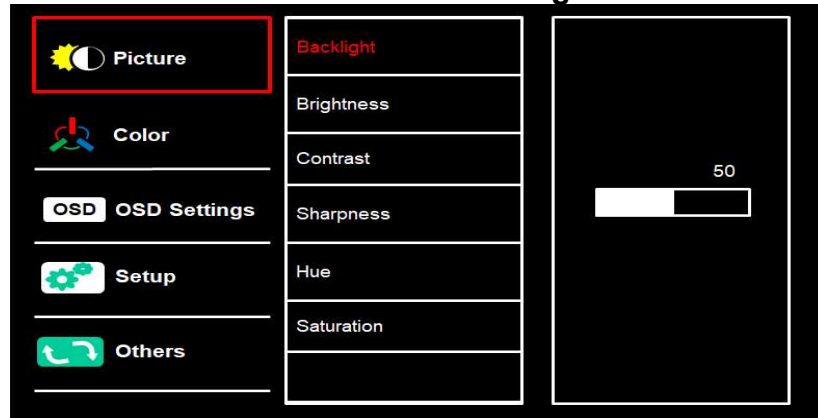 Picture
Color
OSD OSD Settings
Setup
Others
Backlight
Brightness
Contrast
Sharpness
Hue
Saturation
50